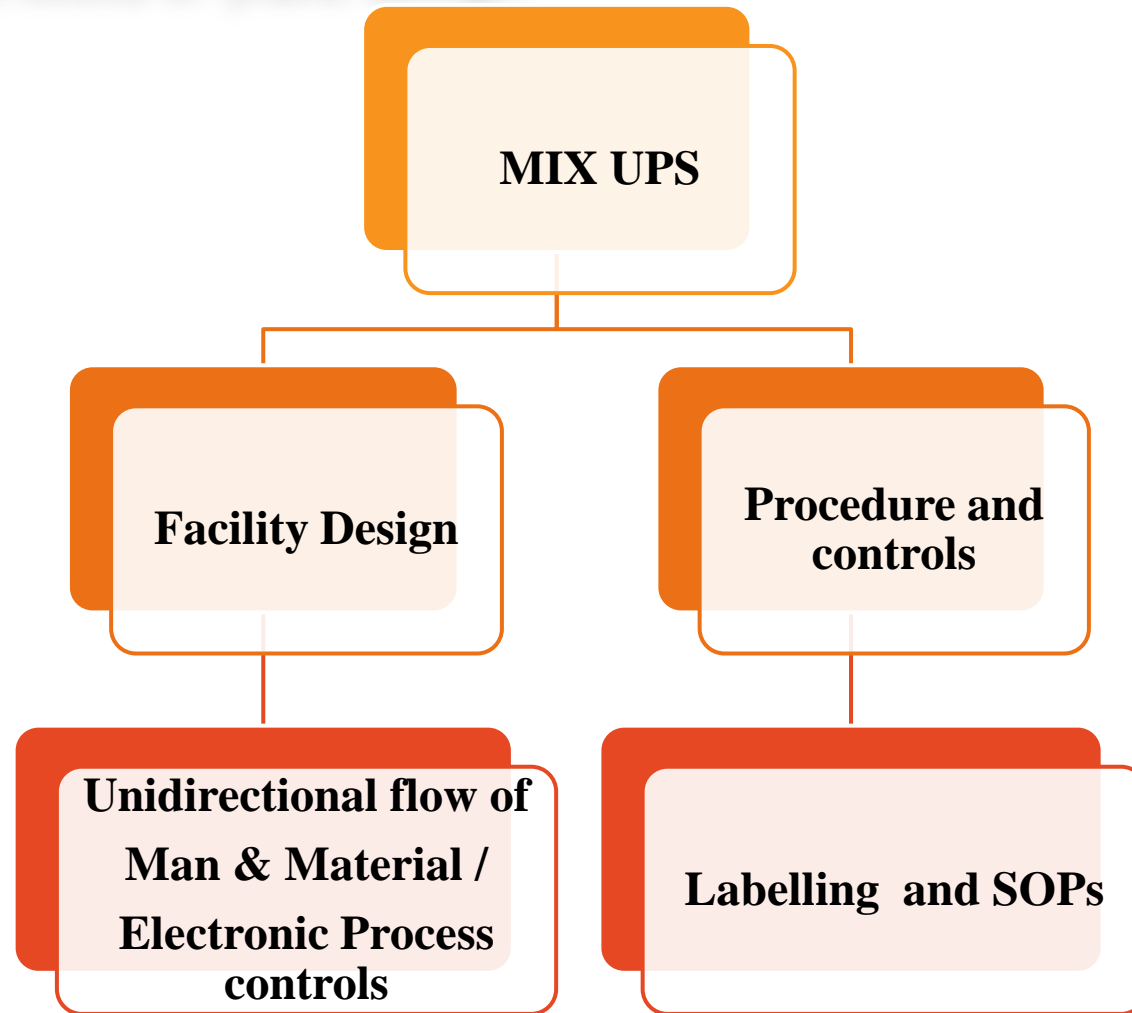 MIX UPS
Facility Design
Procedure and
controls
Unidirectional flow of
Man & Material /
Electronic Process
controls
Labelling  and SOPs